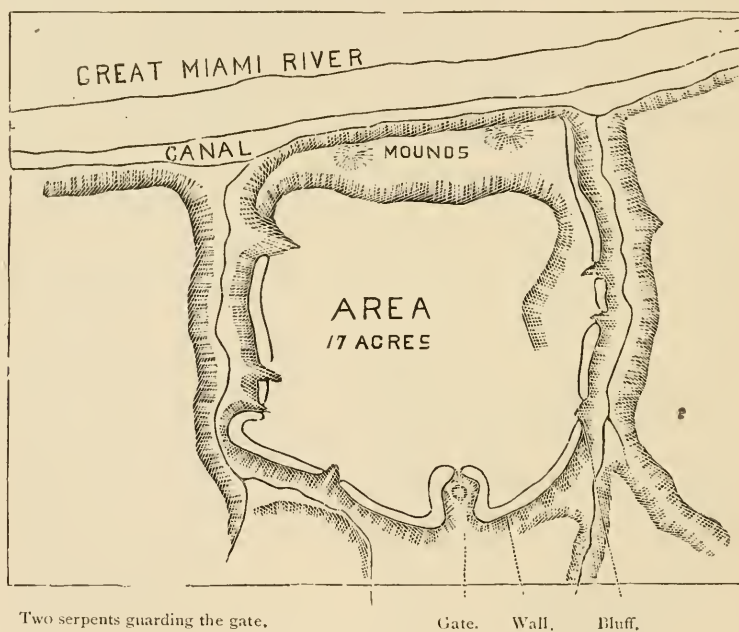 GREAT MIAMI RIVER
CANAL
MOUNDS
AREA
17 ACRES
Two serpents guarding the gate.
Gate.
Wall.
Bluff.